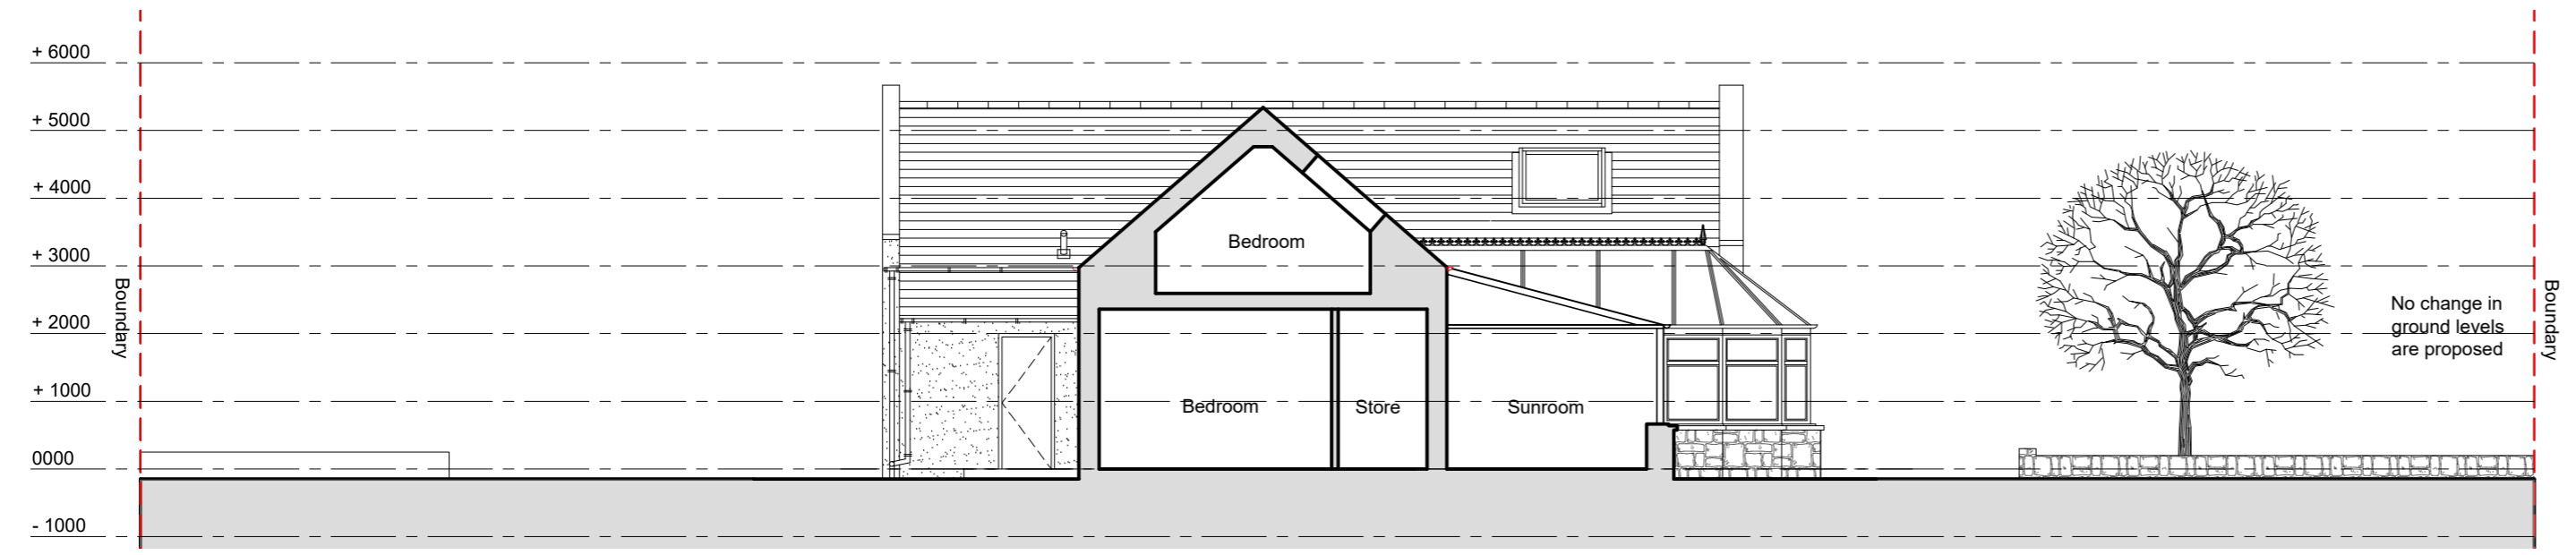 + 6000
+ 5000
+ 4000
+ 3000
+ 2000
+ 1000
0000
- 1000
Boundary
Bedroom
Bedroom
Store
Sunroom
No change in
ground levels
are proposed
Boundary